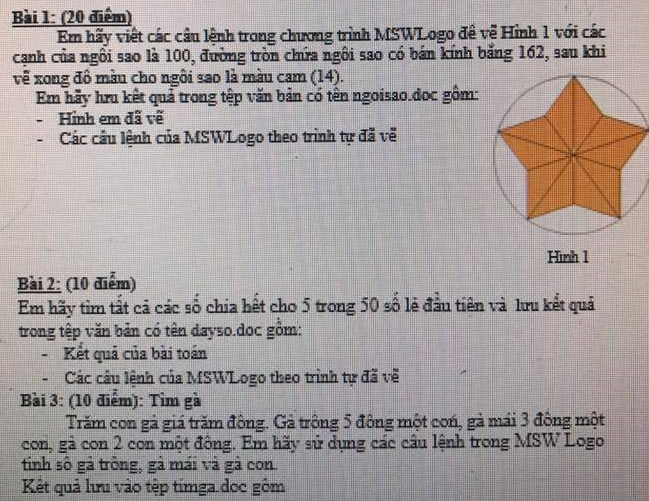 Bài 1: (20 điểm)
Em hãy viết các câu lệnh trong chương trình MSWLogo để vẽ Hình 1 với các
cạnh của ngôi sao là 100, đường tròn chứa ngôi sao có bán kính bằng 162, sau khi
vẽ xong đổ màu cho ngôi sao là màu cam (14).
Em hãy lưu kết quả trong tệp văn bản có tên ngoisao.doc gồm:
- Hình em đã vẽ
- Các câu lệnh của MSWLogo theo trình tự đã vẽ
Hình 1
Bài 2: (10 điểm)
Em hãy tìm tất cả các số chia hết cho 5 trong 50 số lẻ đầu tiên và lưu kết quả
trong tệp văn bản có tên dayso.doc gồm:
- Kết quả của bài toán
- Các câu lệnh của MSWLogo theo trình tự đã vẽ
Bài 3: (10 điểm): Tìm gà
Trăm con gà giá trăm đồng. Gà trống 5 đồng một con, gà mái 3 đồng một
con, gà con 2 con một đồng. Em hãy sử dụng các câu lệnh trong MSW Logo
tính số gà trống, gà mái và gà con.
Kết quả lưu vào tệp timga.doc gồm